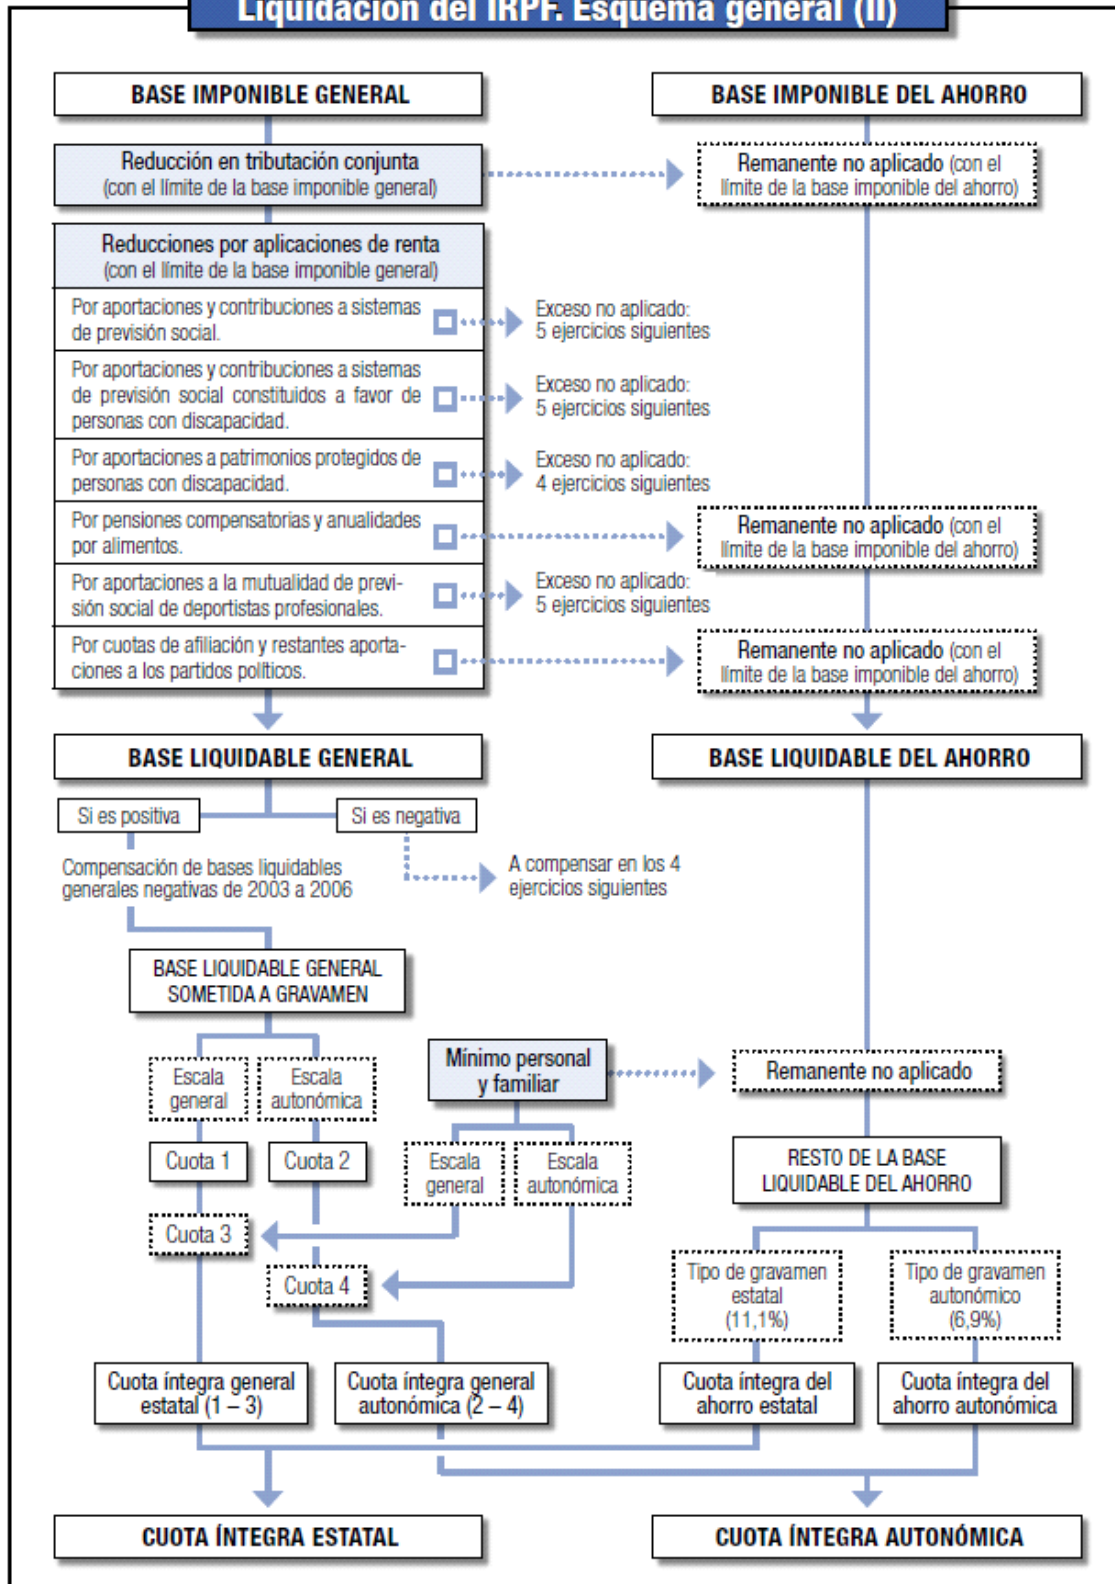 Liquidación del IRPF. Esquema general (II)
BASE IMPONIBLE GENERAL
BASE IMPONIBLE DEL AHORRO
Reducción en tributación conjunta
(con el límite de la base imponible general)
Remanente no aplicado (con el
límite de la base imponible del ahorro)
Reducciones por aplicaciones de renta
(con el límite de la base imponible general)
Por aportaciones y contribuciones a sistemas
de previsión social.
Exceso no aplicado:
5 ejercicios siguientes
Por aportaciones y contribuciones a sistemas
de previsión social constituidos a favor de
personas con discapacidad.
Exceso no aplicado:
5 ejercicios siguientes
Por aportaciones a patrimonios protegidos de
personas con discapacidad.
Exceso no aplicado:
4 ejercicios siguientes
Por pensiones compensatorias y anualidades
por alimentos.
Remanente no aplicado (con el
límite de la base imponible del ahorro)
Por aportaciones a la mutualidad de previ-
sión social de deportistas profesionales.
Exceso no aplicado:
5 ejercicios siguientes
Por cuotas de afiliación y restantes aporta-
ciones a los partidos políticos.
Remanente no aplicado (con el
límite de la base imponible del ahorro)
BASE LIQUIDABLE GENERAL
BASE LIQUIDABLE DEL AHORRO
Si es positiva
Si es negativa
Compensación de bases liquidables
generales negativas de 2003 a 2006
A compensar en los 4
ejercicios siguientes
BASE LIQUIDABLE GENERAL
SOMETIDA A GRAVAMEN
Escala
general
Escala
autonómica
Mínimo personal
y familiar
Remanente no aplicado
Cuota 1
Cuota 2
Escala
general
Escala
autonómica
RESTO DE LA BASE
LIQUIDABLE DEL AHORRO
Cuota 3
Cuota 4
Tipo de gravamen
estatal
(11,1%)
Tipo de gravamen
autonómico
(6,9%)
Cuota íntegra general
estatal (1 – 3)
Cuota íntegra general
autonómica (2 – 4)
Cuota íntegra del
ahorro estatal
Cuota íntegra del
ahorro autonómica
CUOTA ÍNTEGRA ESTATAL
CUOTA ÍNTEGRA AUTONÓMICA